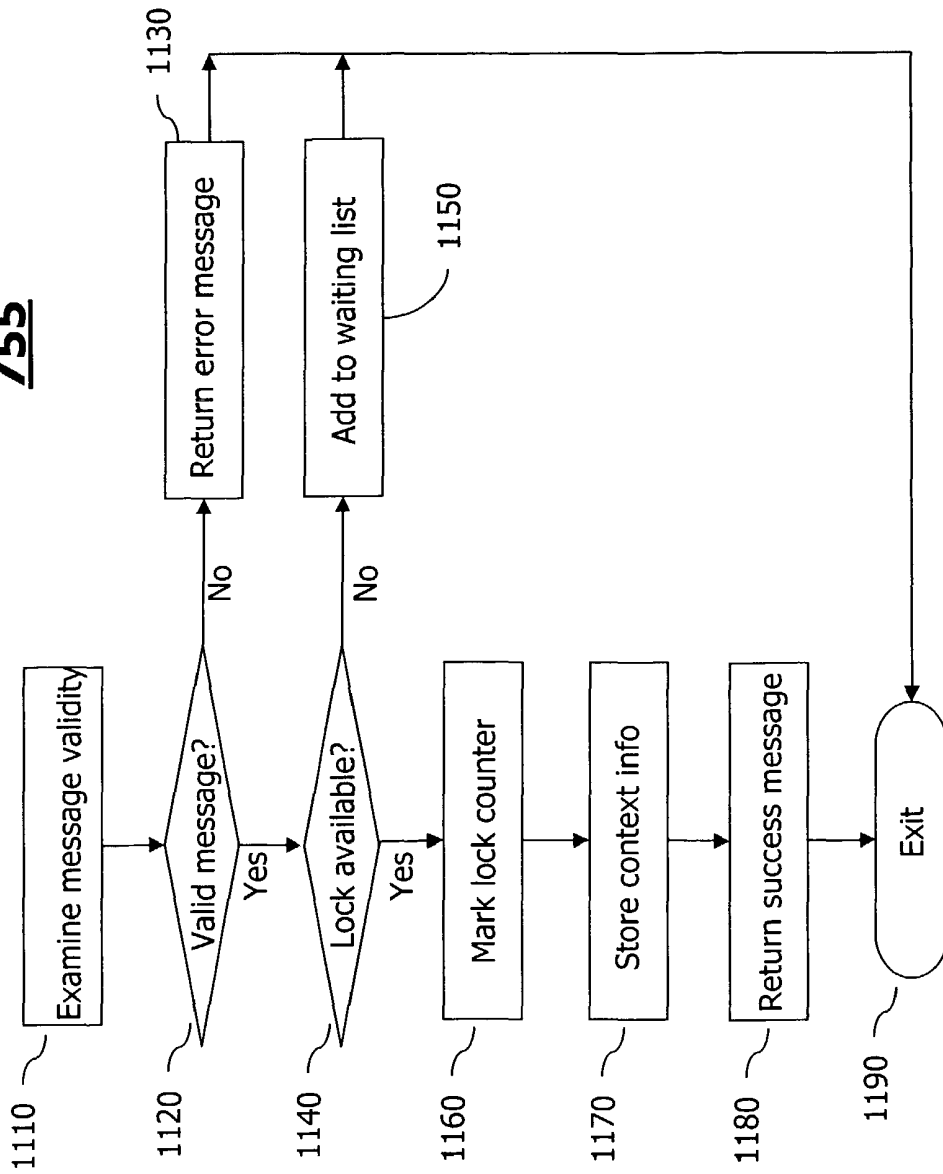 755
1110
Examine message validity
1120
Valid message?
No
Return error message
1130
Yes
1140
Lock available?
No
Add to waiting list
1150
Yes
1160
Mark lock counter
1170
Store context info
1180
Return success message
1190
Exit